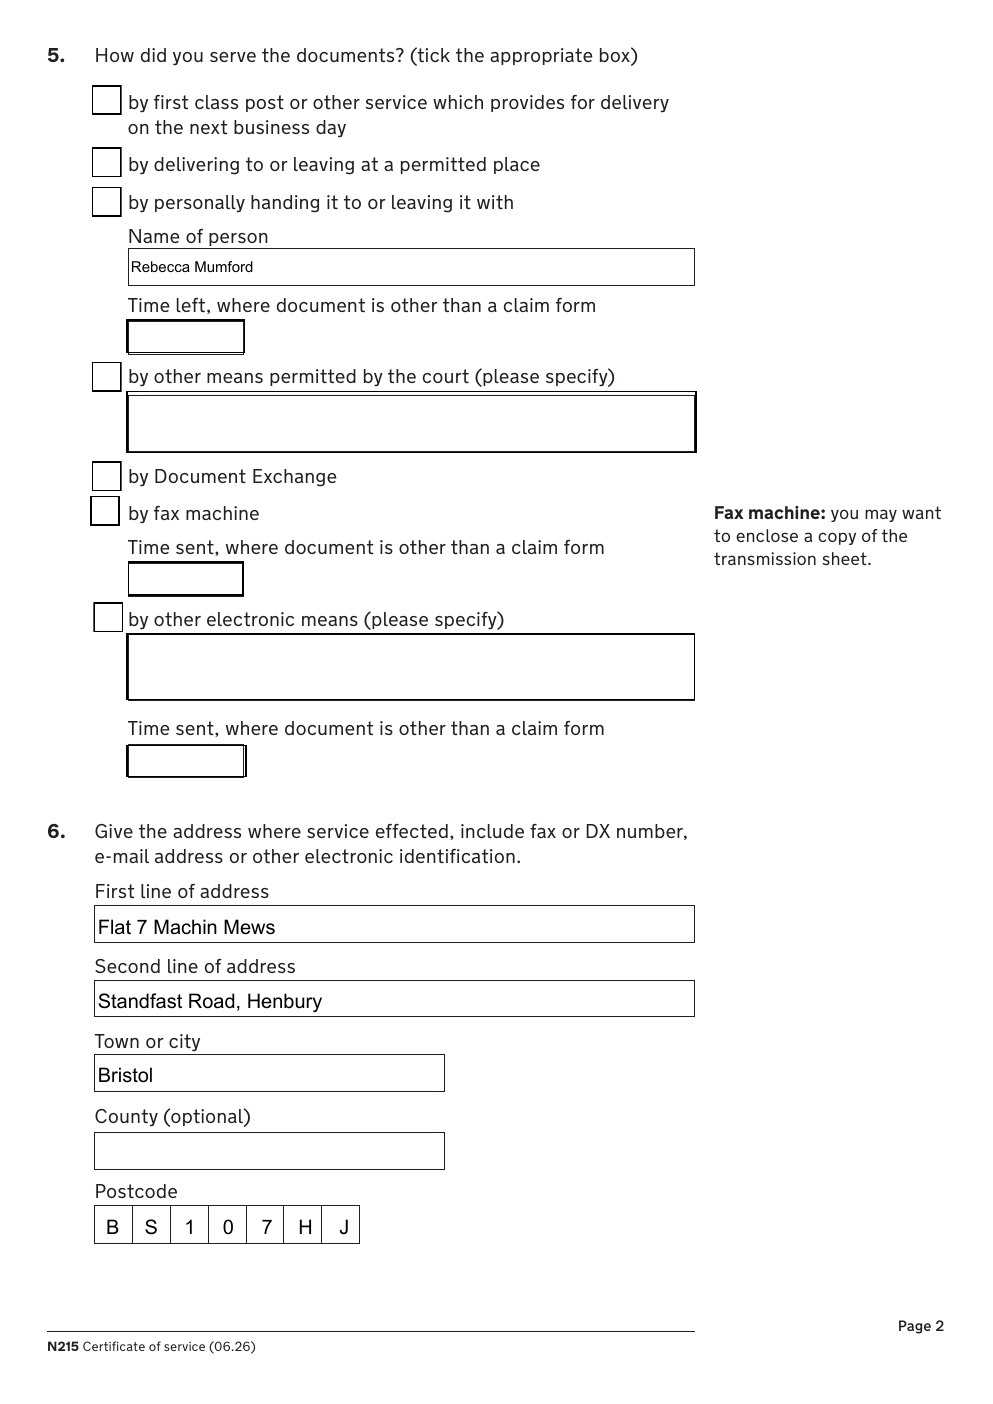 5. How did you serve the documents? (tick the appropriate box)
by first class post or other service which provides for delivery
on the next business day
by delivering to or leaving at a permitted place
by personally handing it to or leaving it with
Name of person
Rebecca Mumford
Time left, where document is other than a claim form
by other means permitted by the court (please specify)
by Document Exchange
by fax machine
Fax machine: you may want
to enclose a copy of the
transmission sheet.
Time sent, where document is other than a claim form
by other electronic means (please specify)
Time sent, where document is other than a claim form
6. Give the address where service effected, include fax or DX number,
e-mail address or other electronic identification.
First line of address
Flat 7 Machin Mews
Second line of address
Standfast Road, Henbury
Town or city
Bristol
County (optional)
Postcode
B S 1 0 7 H J
Page 2
N215 Certificate of service (06.26)